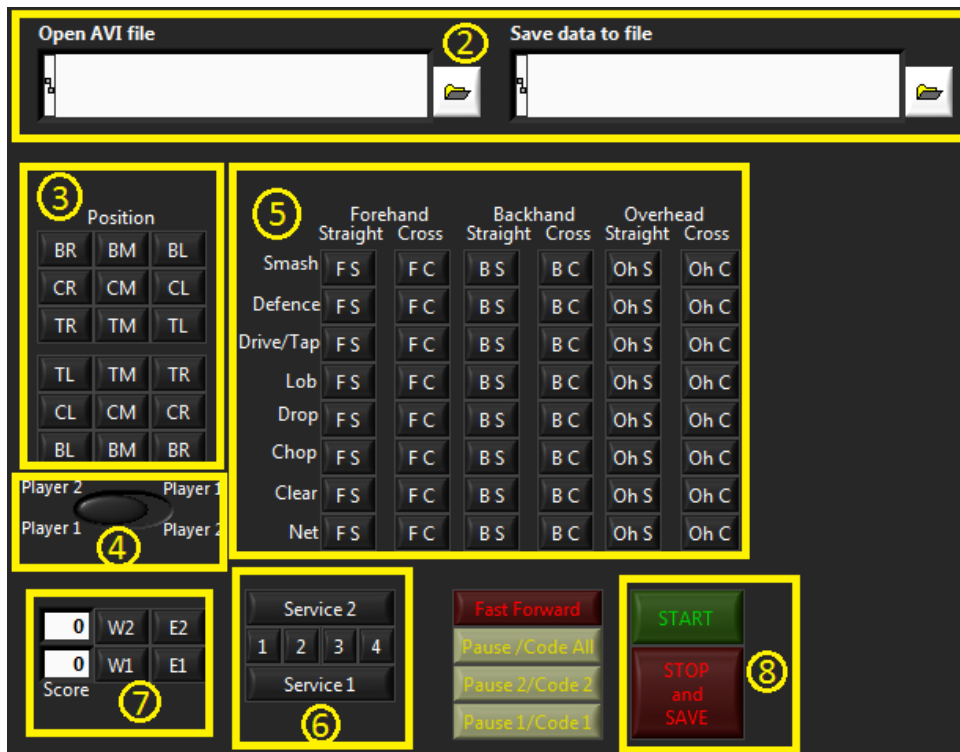 Open AVI file
2
Save data to file
3
Position
BR BM BL
CR CM CL
TR TM TL
TL TM TR
CL CM CR
BL BM BR
Player 2 Player 1
Player 1 Player 2
4
5
Forehand Backhand Overhead
Straight Cross Straight Cross Straight Cross
Smash F S F C B S B C Oh S Oh C
Defence F S F C B S B C Oh S Oh C
Drive/Tap F S F C B S B C Oh S Oh C
Lob F S F C B S B C Oh S Oh C
Drop F S F C B S B C Oh S Oh C
Chop F S F C B S B C Oh S Oh C
Clear F S F C B S B C Oh S Oh C
Net F S F C B S B C Oh S Oh C
0 W2 E2
0 W1 E1
Score
7
Service 2
1 2 3 4
Service 1
6
Fast Forward
Pause /Code All
Pause 2/Code 2
Pause 1/Code 1
START
STOP
and
SAVE
8